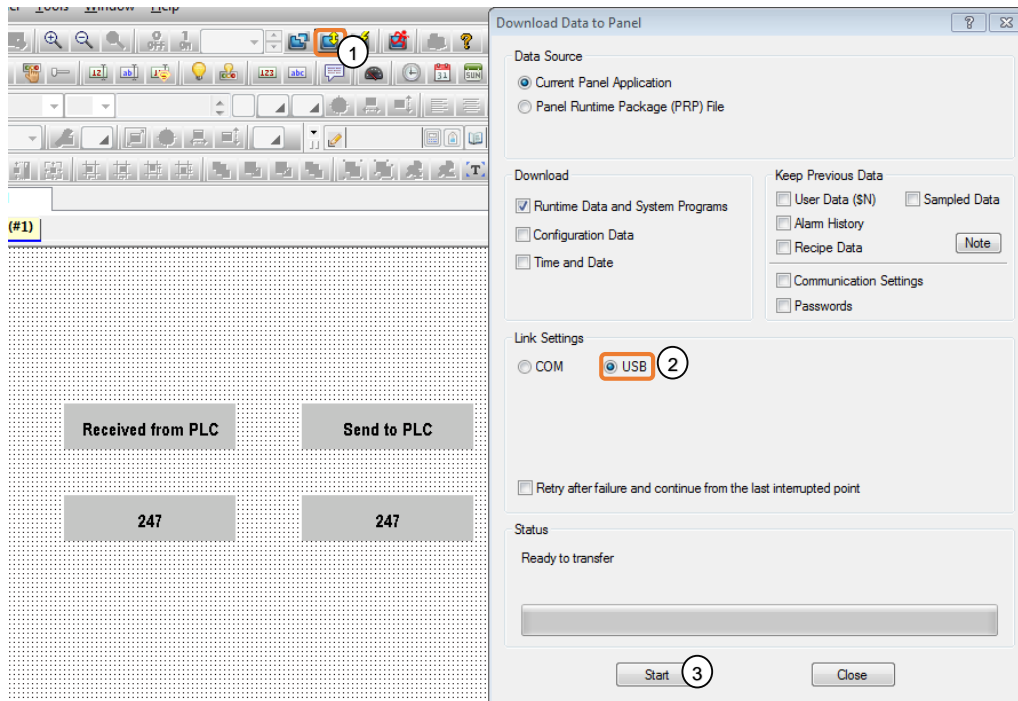 Tools Window Help
1
(#1)
Received from PLC
Send to PLC
247
247
Download Data to Panel
Data Source
Current Panel Application
Panel Runtime Package (PRP) File
Download
Runtime Data and System Programs
Configuration Data
Time and Date
Keep Previous Data
User Data ($N)
Sampled Data
Alarm History
Recipe Data
Note
Communication Settings
Passwords
Link Settings
COM
USB
2
Retry after failure and continue from the last interrupted point
Status
Ready to transfer
Start
3
Close